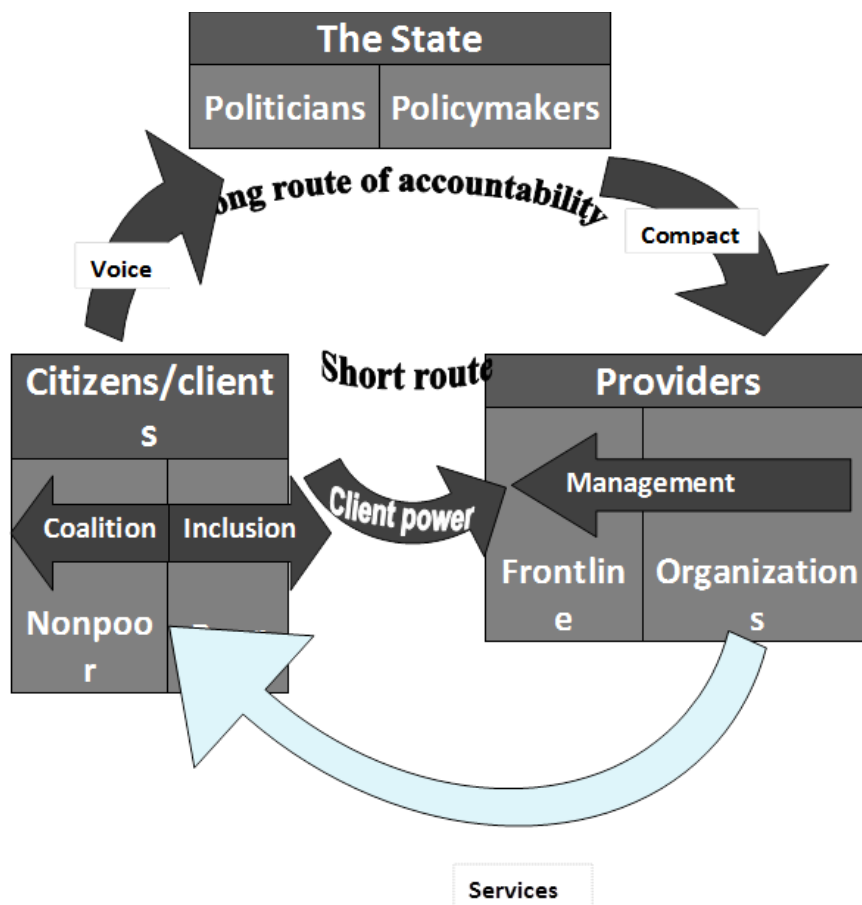 The State
Politicians
Policymakers
ong route of accountability
Voice
Compact
Short route
Citizens/client
s
Providers
Client power
Management
Coalition
Inclusion
Frontlin
e
Organization
s
Nonpoo
r
Services